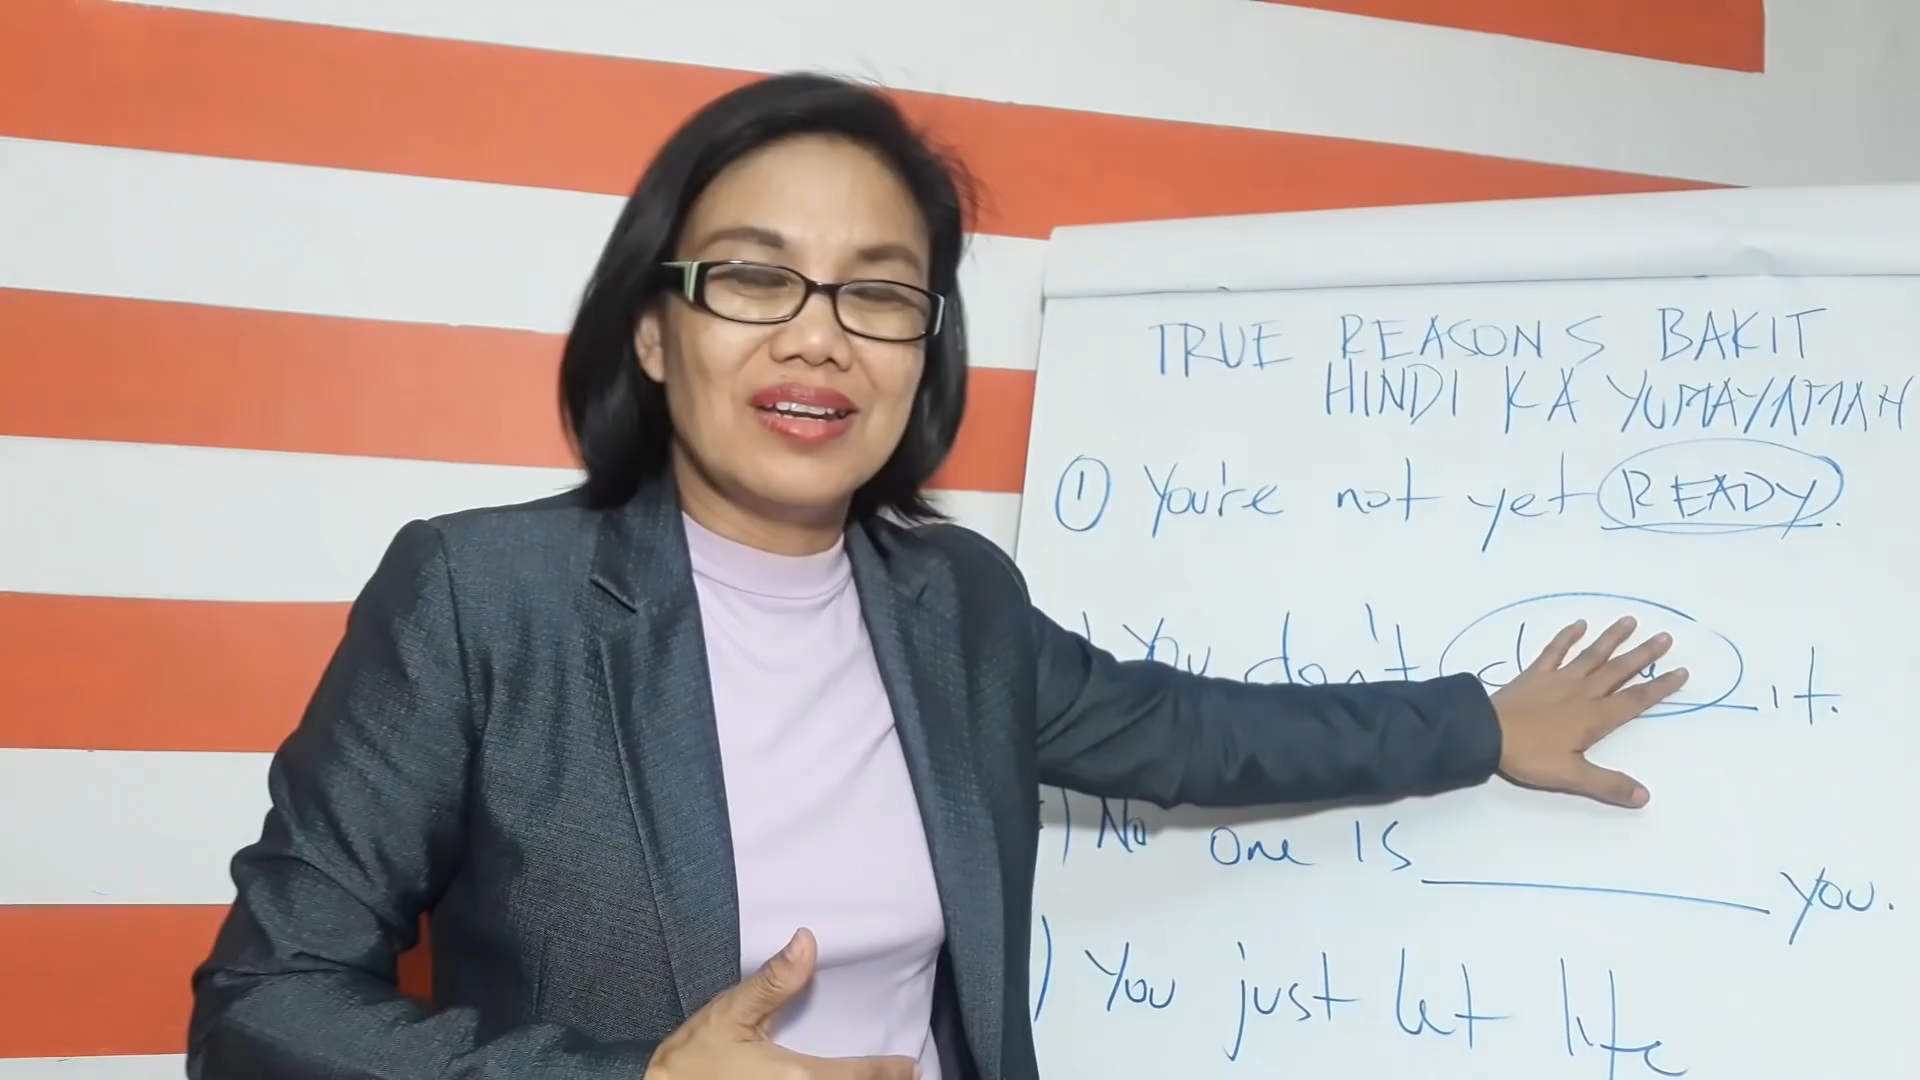 TRUE REASONS BAKIT
HINDI KA YUMAYAMAN
1 You're not yet READY.
) You don't it.
) No one is __________ you.
) You just let life